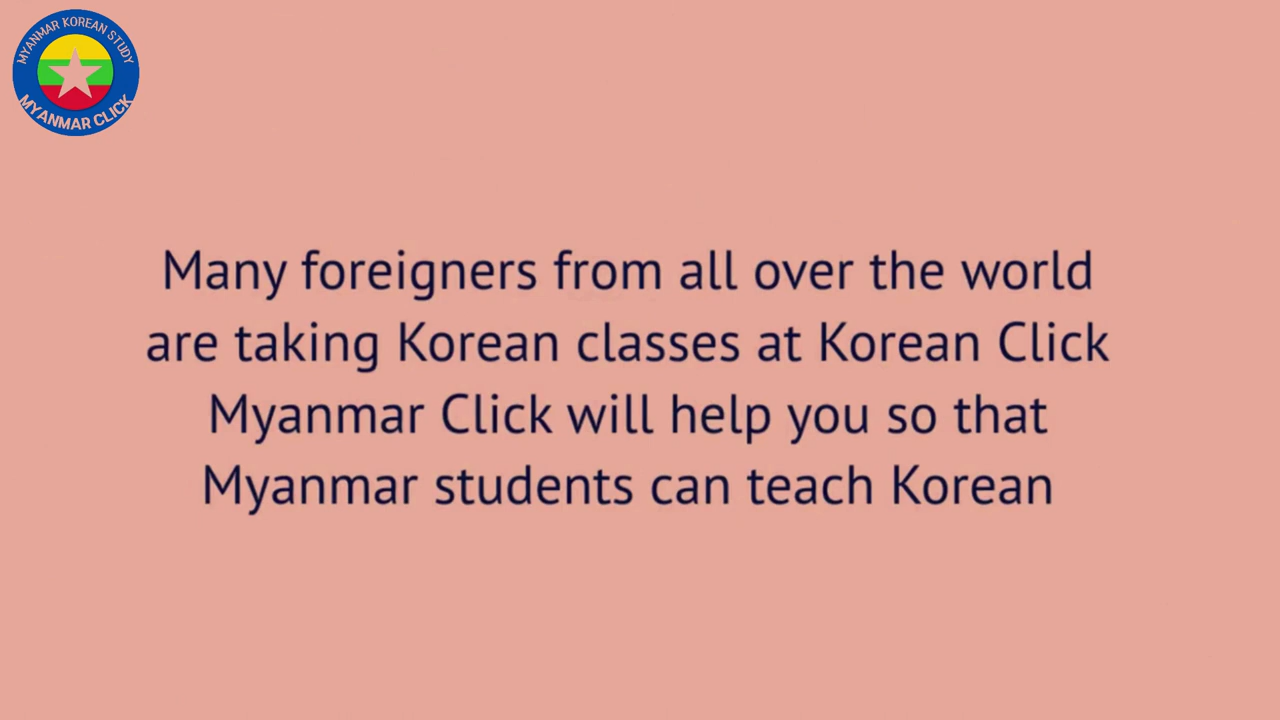 MYANMAR KOREAN STUDY
MYANMAR CLICK
Many foreigners from all over the world
are taking Korean classes at Korean Click
Myanmar Click will help you so that
Myanmar students can teach Korean